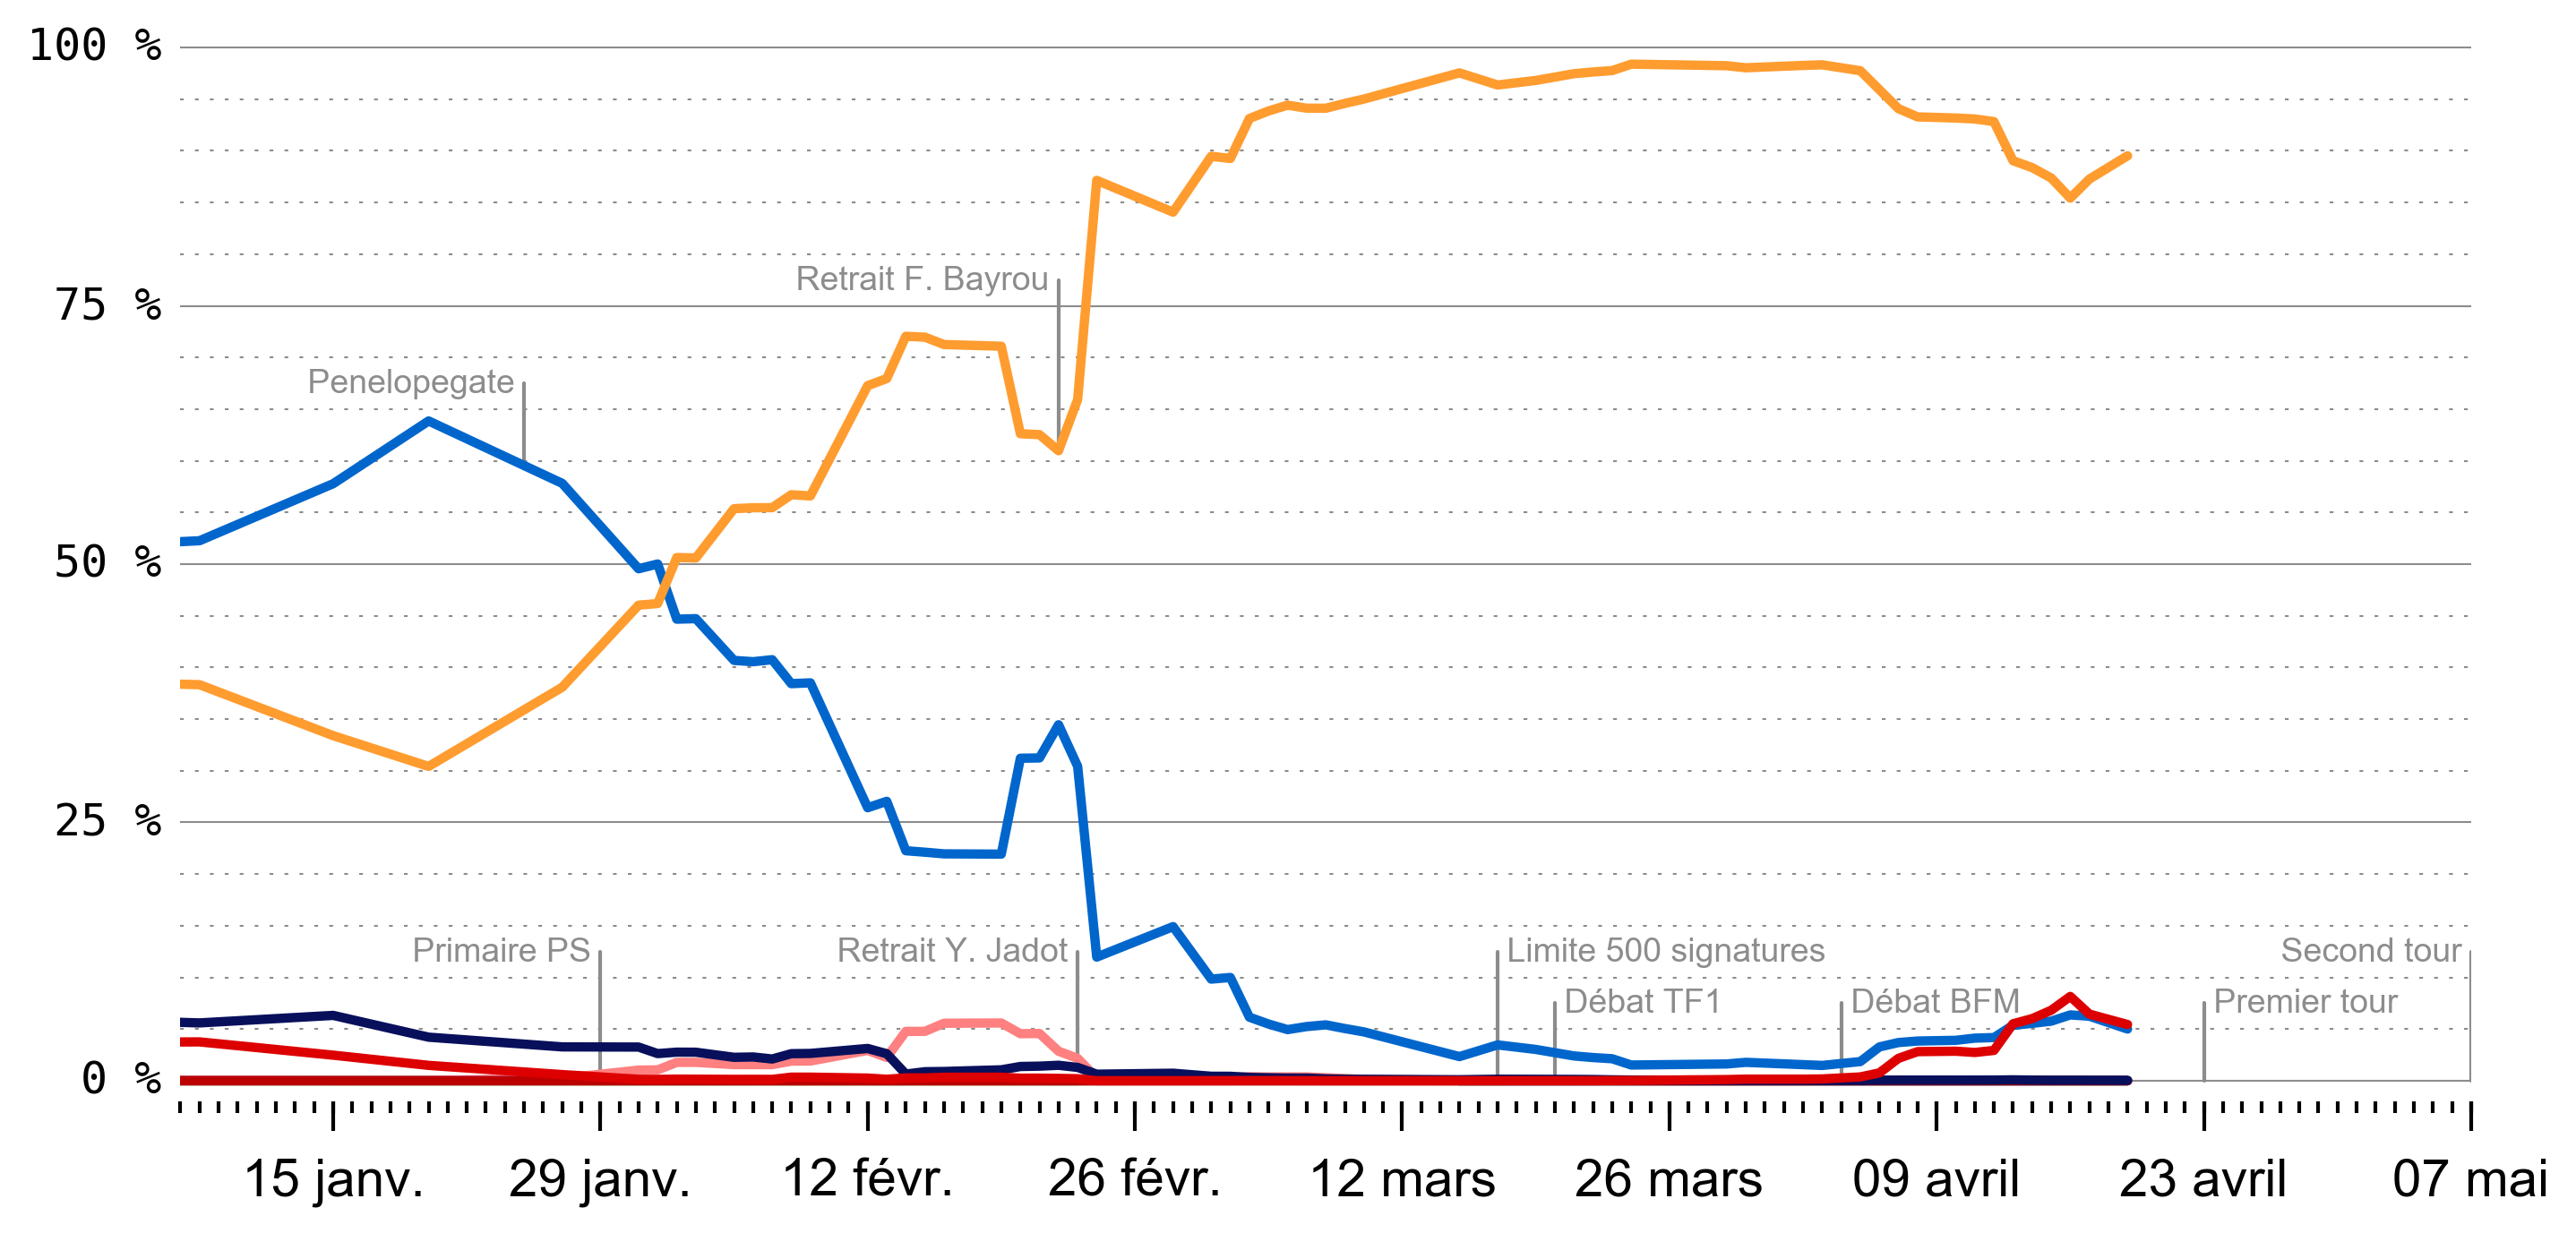 100 %
75 %
50 %
25 %
0 %
Retrait F. Bayrou
Penelopegate
Primaire PS
Retrait Y. Jadot
Limite 500 signatures
Second tour
Débat TF1
Débat BFM
Premier tour
15 janv.
29 janv.
12 févr.
26 févr.
12 mars
26 mars
09 avril
23 avril
07 mai